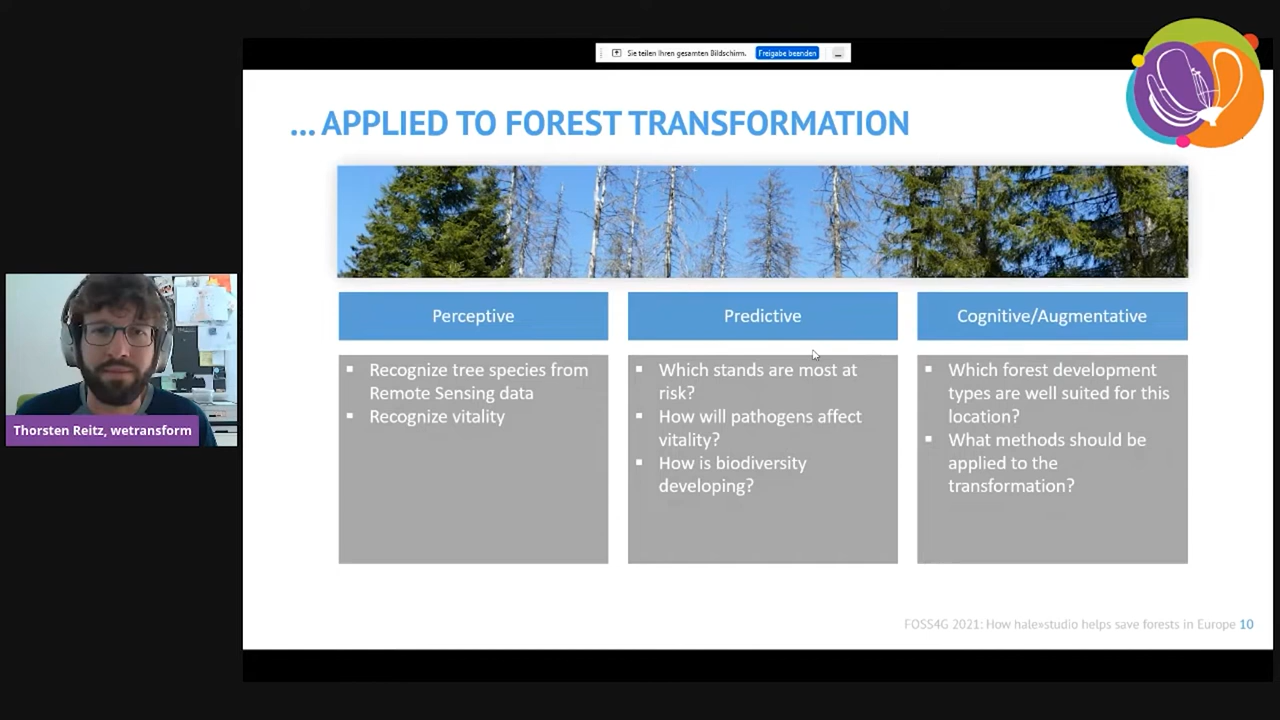 Sie teilen Ihren gesamten Bildschirm. Freigabe beenden
... APPLIED TO FOREST TRANSFORMATION
Perceptive
▪ Recognize tree species from
Remote Sensing data
▪ Recognize vitality
Predictive
▪ Which stands are most at
risk?
▪ How will pathogens affect
vitality?
▪ How is biodiversity
developing?
Cognitive/Augmentative
▪ Which forest development
types are well suited for this
location?
▪ What methods should be
applied to the
transformation?
Thorsten Reitz, wetransform
FOSS4G 2021: How hale»studio helps save forests in Europe 10